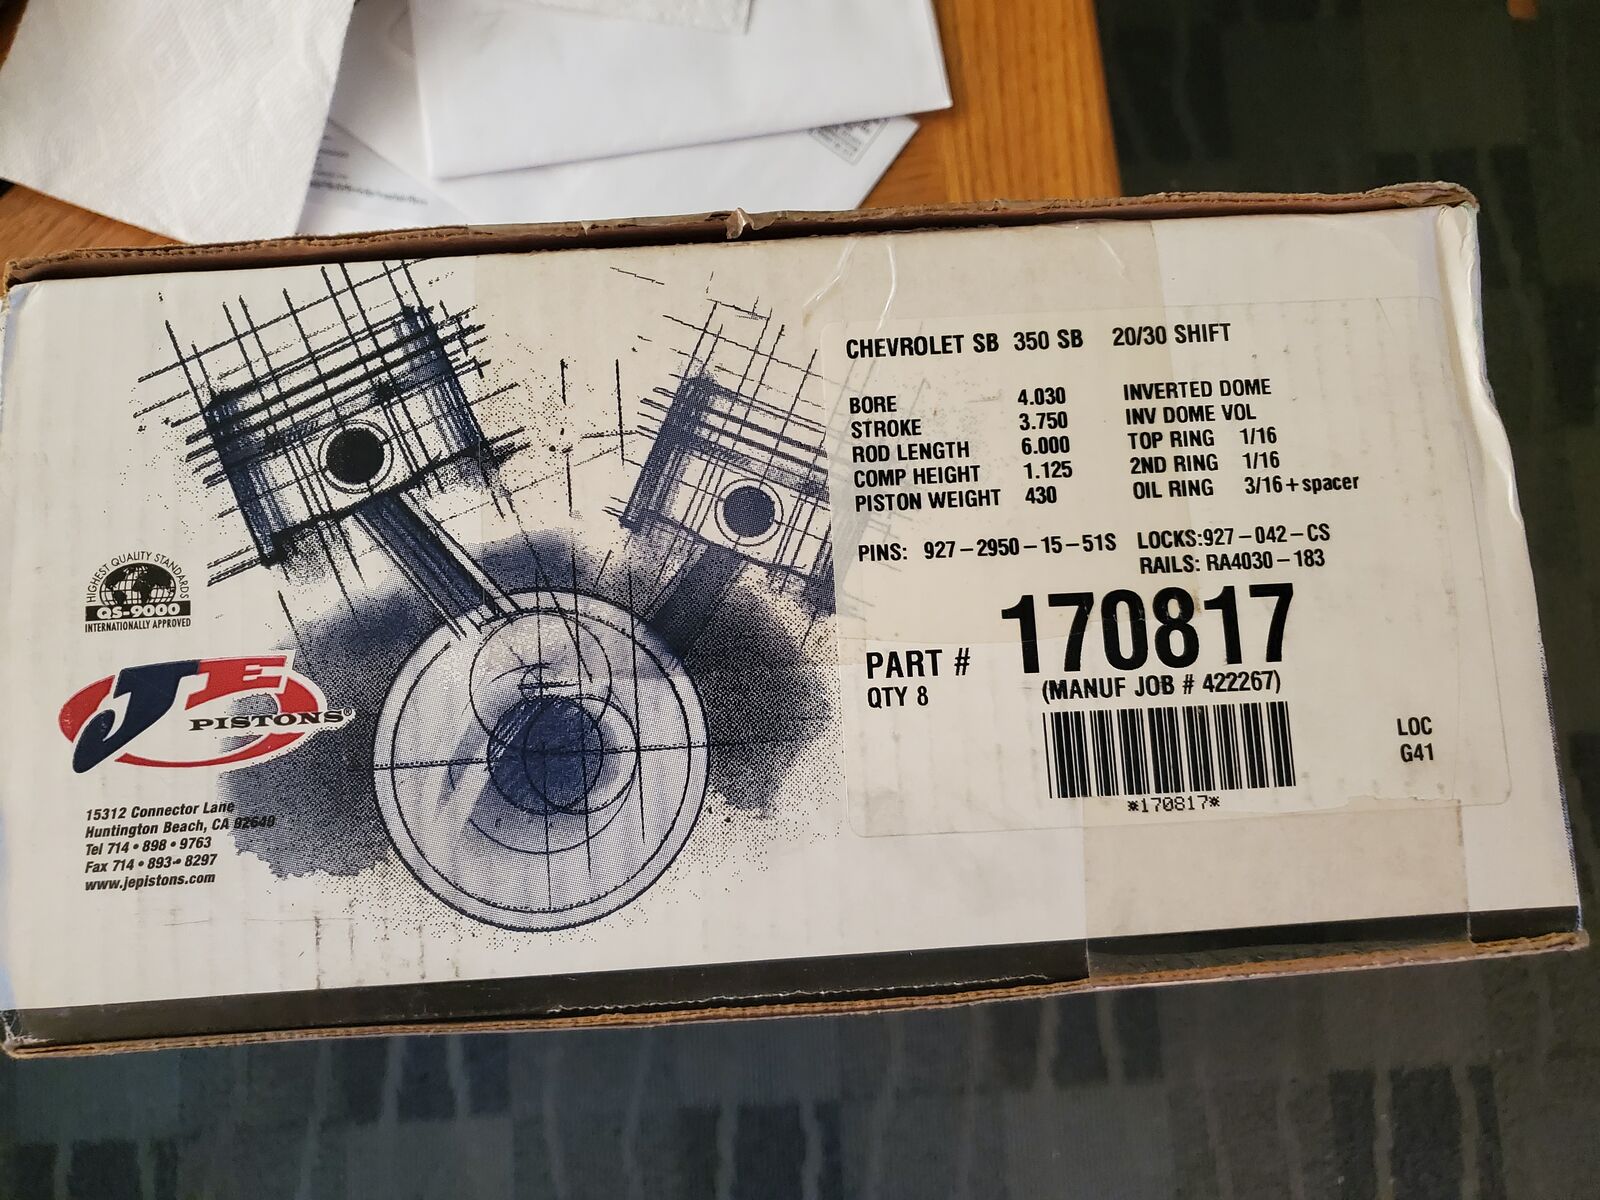 CHEVROLET SB 350 SB 20/30 SHIFT
BORE 4.030 INVERTED DOME
STROKE 3.750 INV DOME VOL
ROD LENGTH 6.000 TOP RING 1/16
COMP HEIGHT 1.125 2ND RING 1/16
PISTON WEIGHT 430 OIL RING 3/16+spacer
PINS: 927-2950-15-51S LOCKS:927-042-CS
RAILS: RA4030-183
PART # 170817
QTY 8 (MANUF JOB # 422267)
*170817*
LOC
G41
HIGHEST QUALITY STANDARDS
QS-9000
INTERNATIONALLY APPROVED
JE
PISTONS®
15312 Connector Lane
Huntington Beach, CA 92649
Tel 714 • 898 • 9763
Fax 714 • 893 • 8297
www.jepistons.com